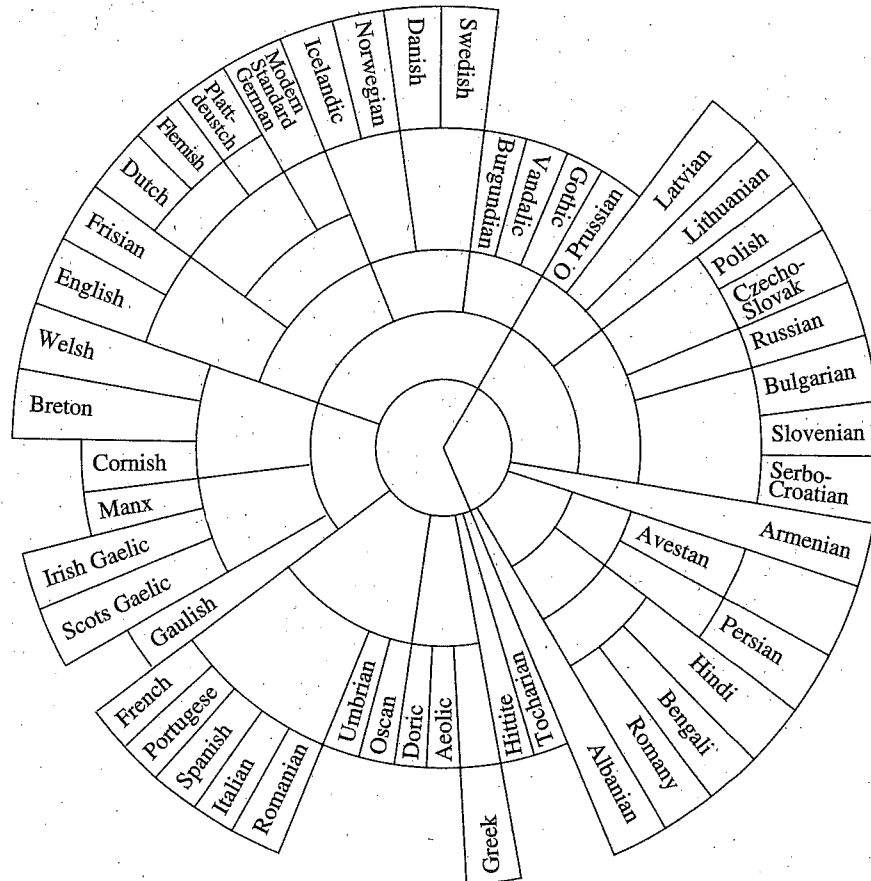 Swedish
Danish
Norwegian
Icelandic
Modern
Standard
German
Platt-
deustch
Flemish
Dutch
Frisian
English
Welsh
Breton
Cornish
Manx
Irish Gaelic
Scots Gaelic
Gaulish
French
Portugese
Spanish
Italian
Romanian
Umbrian
Oscan
Doric
Aeolic
Greek
Hittite
Tocharian
Albanian
Romany
Bengali
Hindi
Persian
Avestan
Armenian
Serbo-
Croatian
Slovenian
Bulgarian
Russian
Czecho-
Slovak
Polish
Lithuanian
Latvian
O Prussian
Gothic
Vandalic
Burgundian